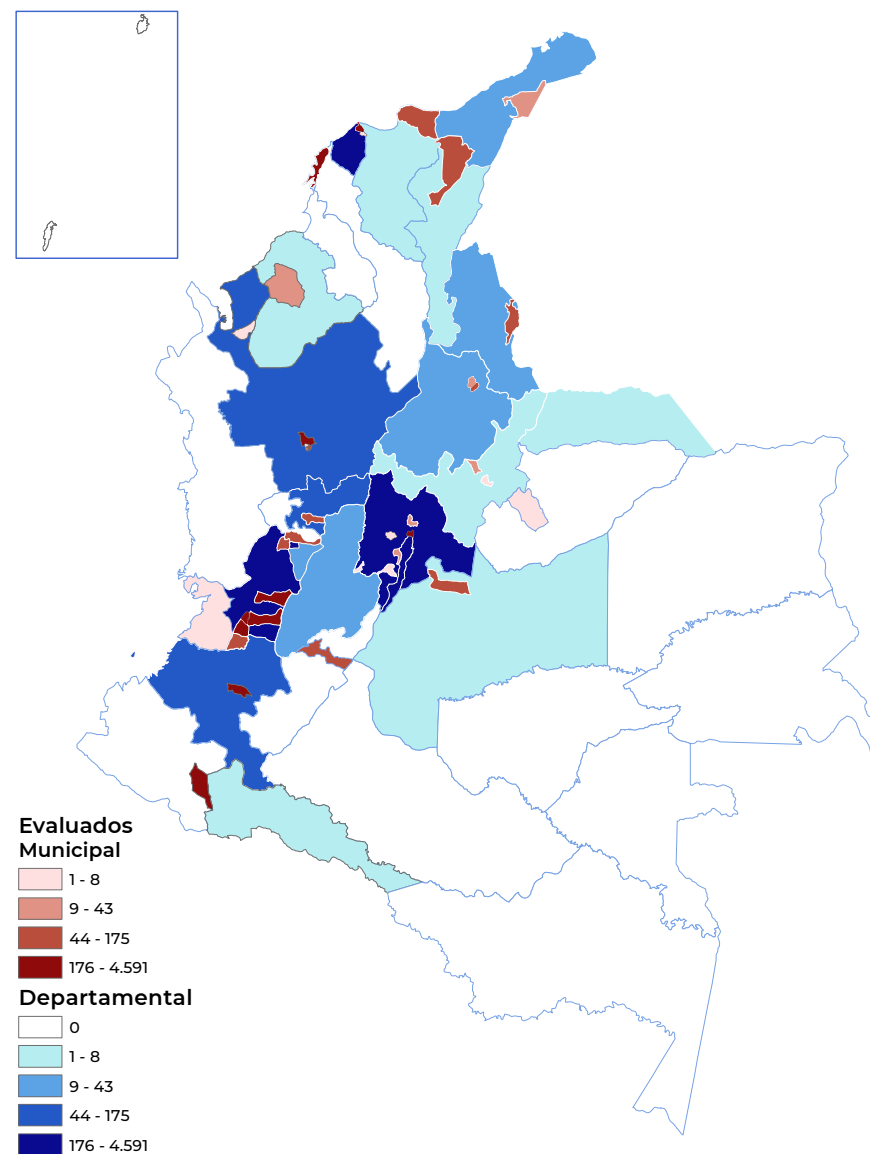 Evaluados
Municipal
1 - 8
9 - 43
44 - 175
176 - 4.591
Departamental
0
1 - 8
9 - 43
44 - 175
176 - 4.591